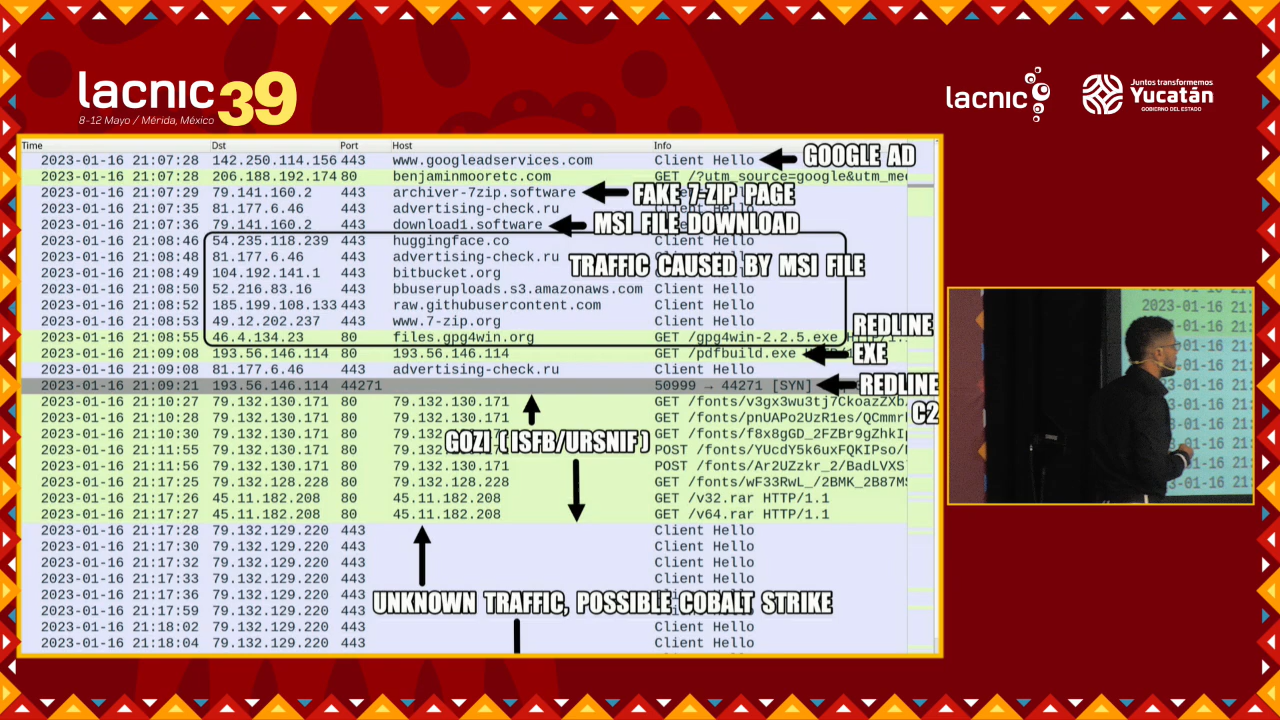 lacnic 39
8-12 Mayo / Mérida, México
lacnic
Juntos transformemos
Yucatán
GOBIERNO DEL ESTADO
Time Dst Port Host Info
2023-01-16 21:07:28 142.250.114.156 443 www.googleadservices.com Client Hello GOOGLE AD
2023-01-16 21:07:28 206.188.192.174 80 benjaminmooretc.com GET /?utm_source=google&utm_me
2023-01-16 21:07:29 79.141.160.2 443 archiver-7zip.software FAKE 7-ZIP PAGE
2023-01-16 21:07:35 81.177.6.46 443 advertising-check.ru Client Hello
2023-01-16 21:07:36 79.141.160.2 443 download1.software MSI FILE DOWNLOAD
2023-01-16 21:08:46 54.235.118.239 443 huggingface.co Client Hello
2023-01-16 21:08:48 81.177.6.46 443 advertising-check.ru Client Hello
TRAFFIC CAUSED BY MSI FILE
2023-01-16 21:08:49 104.192.141.1 443 bitbucket.org Client Hello
2023-01-16 21:08:50 52.216.83.16 443 bbuseruploads.s3.amazonaws.com Client Hello
2023-01-16 21:08:52 185.199.108.133 443 raw.githubusercontent.com Client Hello
2023-01-16 21:08:53 49.12.202.237 443 www.7-zip.org Client Hello
2023-01-16 21:08:55 46.4.134.23 80 files.gpg4win.org GET /gpg4win-2.2.5.exe
2023-01-16 21:09:08 193.56.146.114 80 193.56.146.114 GET /pdfbuild.exe REDLINE EXE
2023-01-16 21:09:08 81.177.6.46 443 advertising-check.ru Client Hello
2023-01-16 21:09:21 193.56.146.114 44271 50999 → 44271 [SYN] REDLINE C2
2023-01-16 21:10:27 79.132.130.171 80 79.132.130.171 GET /fonts/v3gx3wu3tj7CkoazZXb
2023-01-16 21:10:28 79.132.130.171 80 79.132.130.171 GET /fonts/pnUAPo2UzR1es/QCmmr
2023-01-16 21:10:30 79.132.130.171 80 79.132.130.171 GET /fonts/f8x8gGD_2FZBr9gZhkI
GOZI (ISFB/URSNIF)
2023-01-16 21:11:55 79.132.130.171 80 79.132.130.171 POST /fonts/YUcdY5k6uxFQKIPso/
2023-01-16 21:11:56 79.132.130.171 80 79.132.130.171 POST /fonts/Ar2UZzkr_2/BadLVXS
2023-01-16 21:17:25 79.132.128.228 80 79.132.128.228 GET /fonts/wF33RwL_/2BMK_2B87M
2023-01-16 21:17:26 45.11.182.208 80 45.11.182.208 GET /v32.rar HTTP/1.1
2023-01-16 21:17:27 45.11.182.208 80 45.11.182.208 GET /v64.rar HTTP/1.1
2023-01-16 21:17:28 79.132.129.220 443 Client Hello
2023-01-16 21:17:30 79.132.129.220 443 Client Hello
2023-01-16 21:17:32 79.132.129.220 443 Client Hello
2023-01-16 21:17:33 79.132.129.220 443 Client Hello
2023-01-16 21:17:36 79.132.129.220 443 Client Hello
UNKNOWN TRAFFIC, POSSIBLE COBALT STRIKE
2023-01-16 21:17:59 79.132.129.220 443 Client Hello
2023-01-16 21:18:02 79.132.129.220 443 Client Hello
2023-01-16 21:18:04 79.132.129.220 443 Client Hello